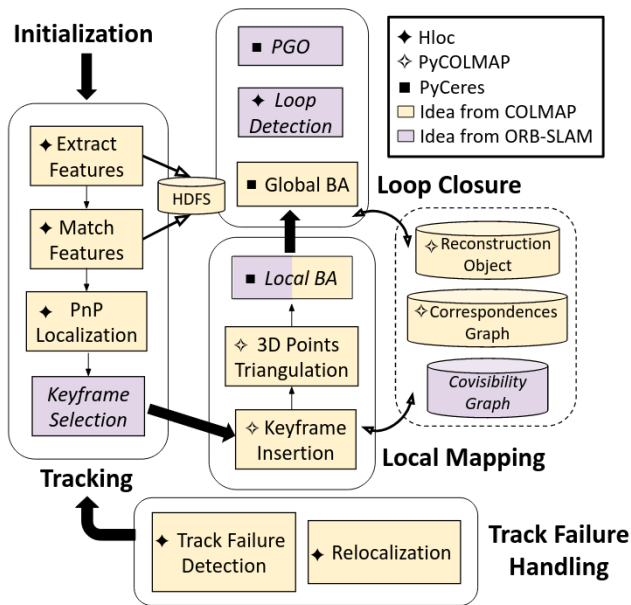 Initialization
✦ Extract
Features
✦ Match
Features
✦ PnP
Localization
Keyframe
Selection
Tracking
HDFS
■ PGO
✦ Loop
Detection
■ Global BA
Loop Closure
✦ Hloc
✧ PyCOLMAP
■ PyCeres
Idea from COLMAP
Idea from ORB-SLAM
■ Local BA
✧ 3D Points
Triangulation
✧ Keyframe
Insertion
Local Mapping
✧ Reconstruction
Object
✧ Correspondences
Graph
Covisibility
Graph
✦ Track Failure
Detection
✦ Relocalization
Track Failure
Handling